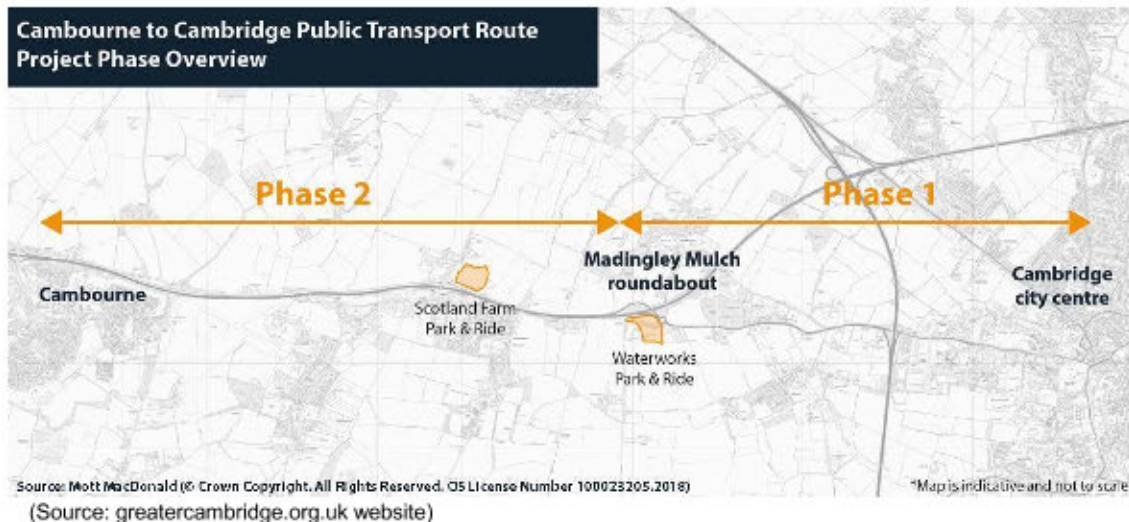 Cambourne to Cambridge Public Transport Route
Project Phase Overview
Phase 2
Phase 1
Madingley Mulch
roundabout
Cambourne
Scotland Farm
Park & Ride
Cambridge
city centre
Waterworks
Park & Ride
Source: Mott MacDonald (© Crown Copyright. All Rights Reserved. OS License Number 100023205.2018)
*Map is indicative and not to scale
(Source: greatercambridge.org.uk website)